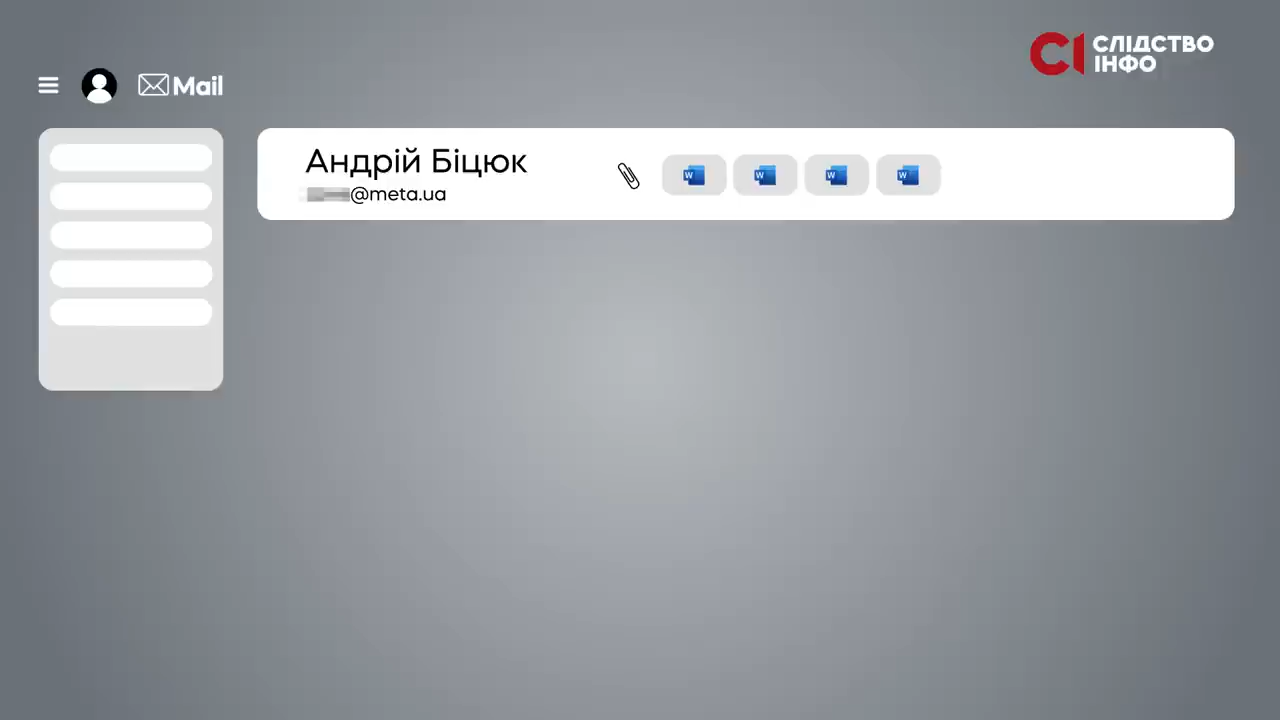 СЛІДСТВО
ІНФО
Mail
Андрій Біцюк
@meta.ua
W W W W